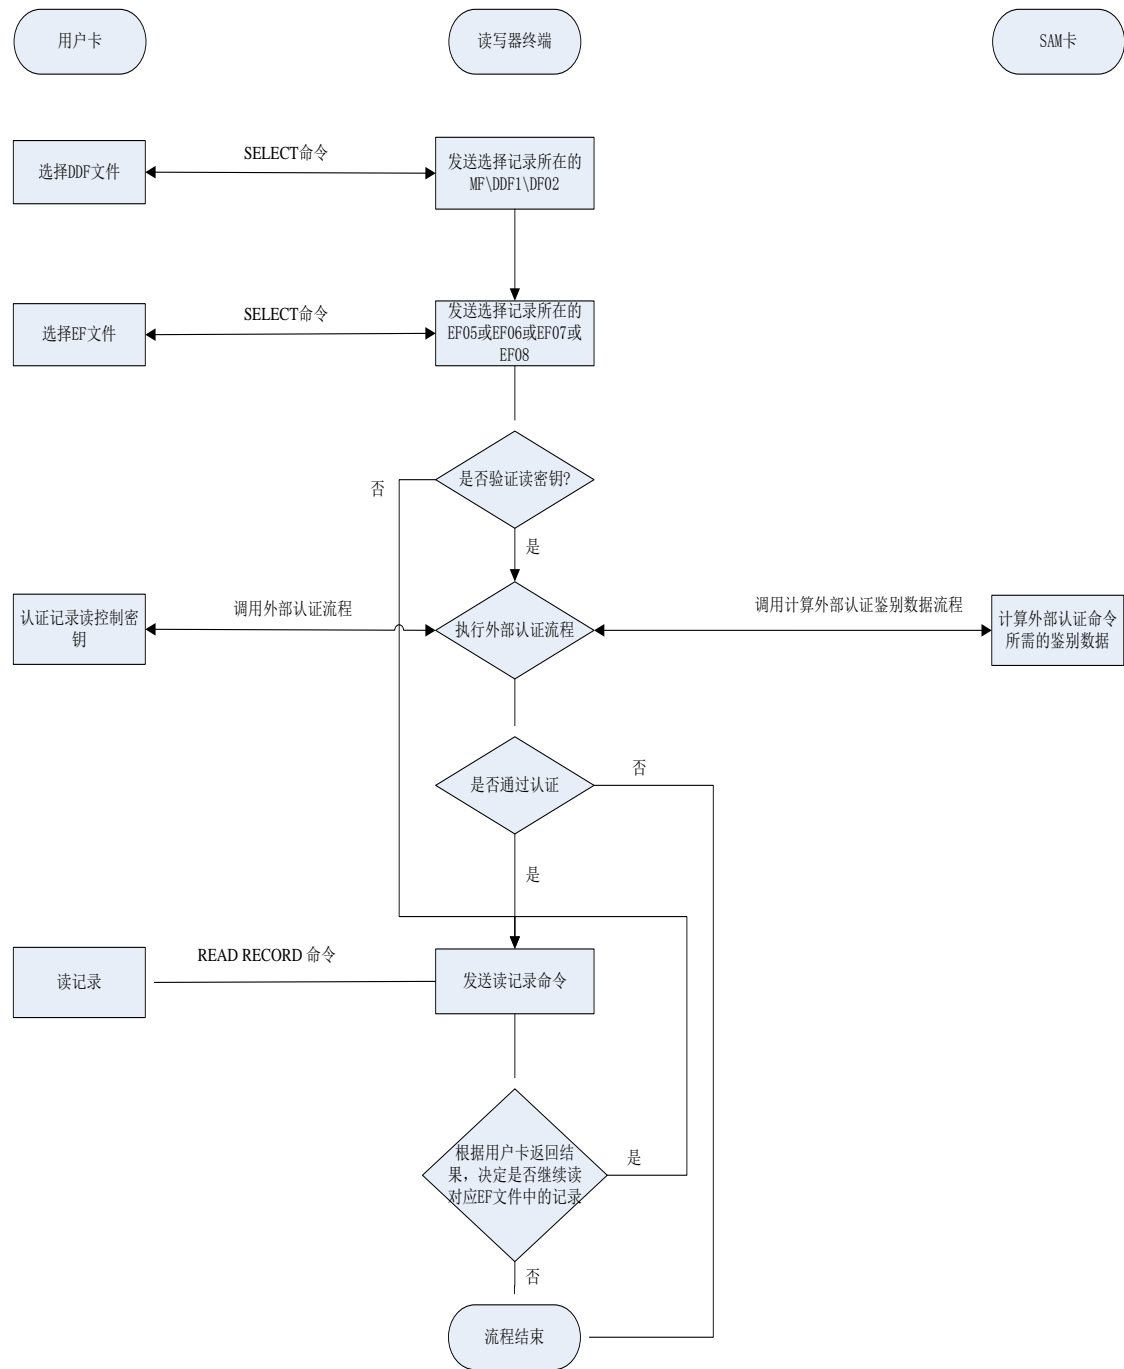 用户卡
读写器终端
SAM卡
SELECT命令
选择DDF文件
发送选择记录所在的
MF\DDF1\DF02
SELECT命令
选择EF文件
发送选择记录所在的
EF05或EF06或EF07或
EF08
否
是否验证读密钥?
是
调用外部认证流程
调用计算外部认证鉴别数据流程
认证记录读控制密
钥
执行外部认证流程
计算外部认证命令
所需的鉴别数据
否
是否通过认证
是
READ RECORD 命令
读记录
发送读记录命令
根据用户卡返回结
果，决定是否继续读
对应EF文件中的记录
是
否
流程结束